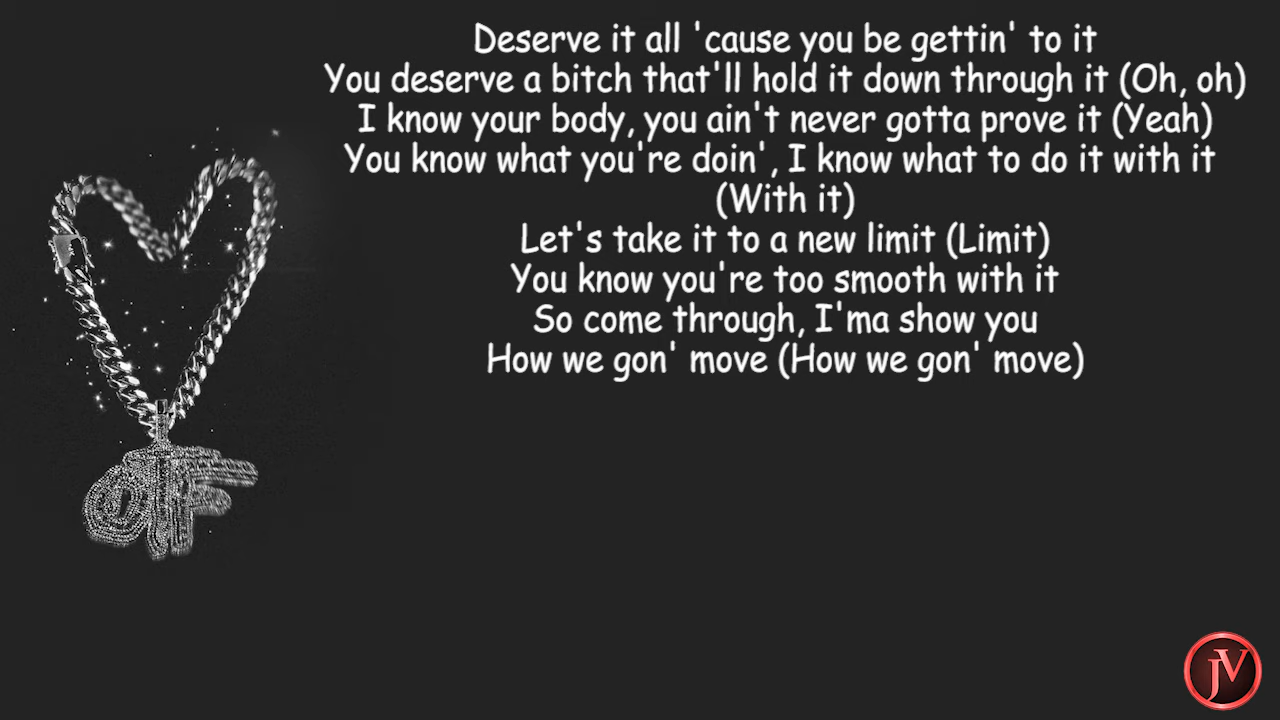 Deserve it all 'cause you be gettin' to it
You deserve a bitch that'll hold it down through it (Oh, oh)
I know your body, you ain't never gotta prove it (Yeah)
You know what you're doin', I know what to do it with it
(With it)
Let's take it to a new limit (Limit)
You know you're too smooth with it
So come through, I'ma show you
How we gon' move (How we gon' move)
OTF
JV